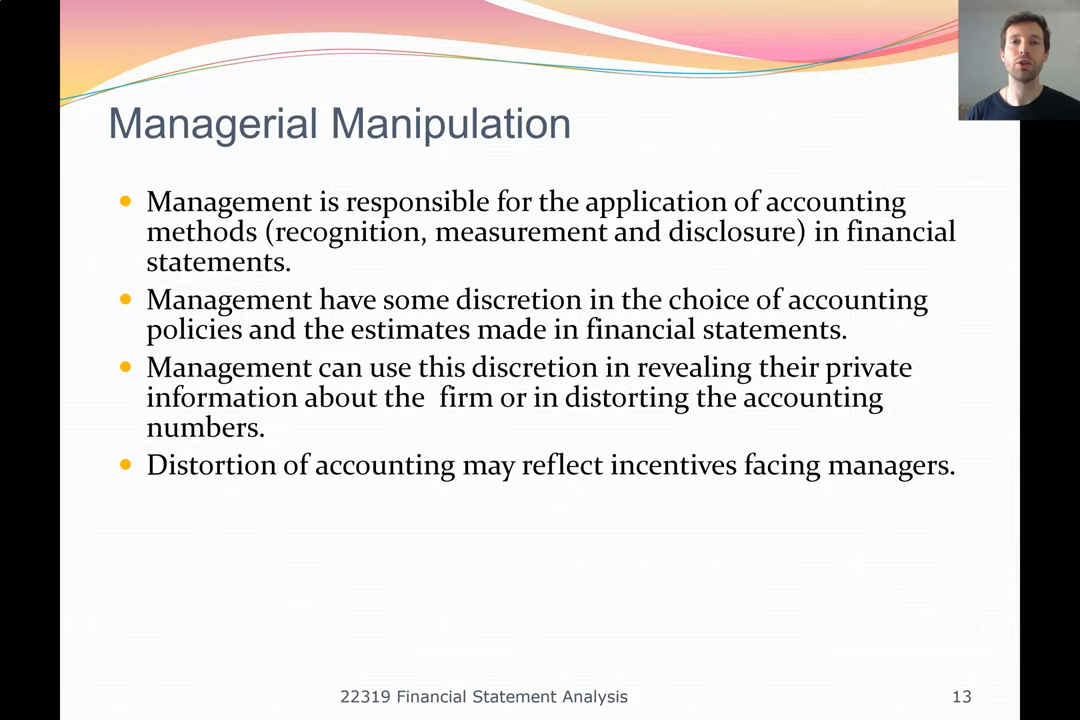 Managerial Manipulation
Management is responsible for the application of accounting
methods (recognition, measurement and disclosure) in financial
statements.
Management have some discretion in the choice of accounting
policies and the estimates made in financial statements.
Management can use this discretion in revealing their private
information about the  firm or in distorting the accounting
numbers.
Distortion of accounting may reflect incentives facing managers.
22319 Financial Statement Analysis
13